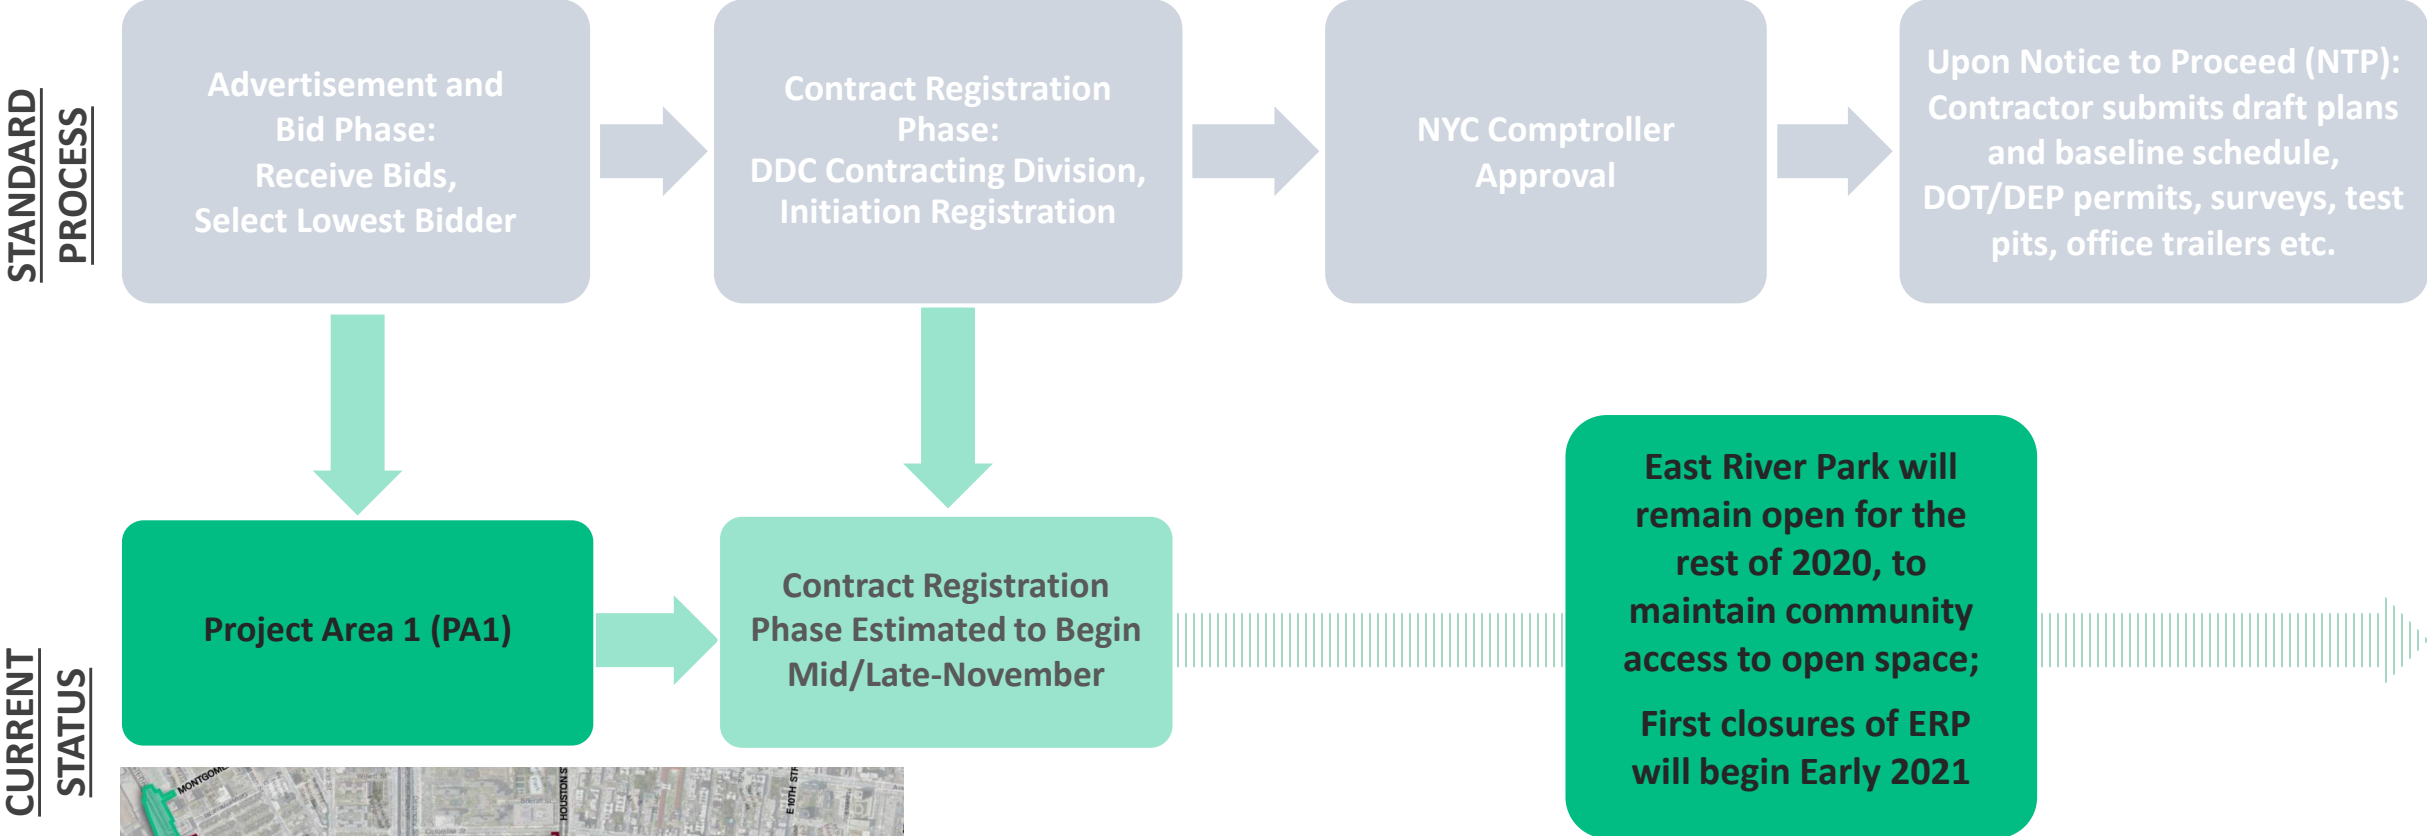 STANDARD
PROCESS
Advertisement and
Bid Phase:
Receive Bids,
Select Lowest Bidder
Contract Registration
Phase:
DDC Contracting Division,
Initiation Registration
NYC Comptroller
Approval
Upon Notice to Proceed (NTP):
Contractor submits draft plans
and baseline schedule,
DOT/DEP permits, surveys, test
pits, office trailers etc.
CURRENT
STATUS
Project Area 1 (PA1)
Contract Registration
Phase Estimated to Begin
Mid/Late-November
East River Park will
remain open for the
rest of 2020, to
maintain community
access to open space;
First closures of ERP
will begin Early 2021
HOUSTON S
E 10TH STR